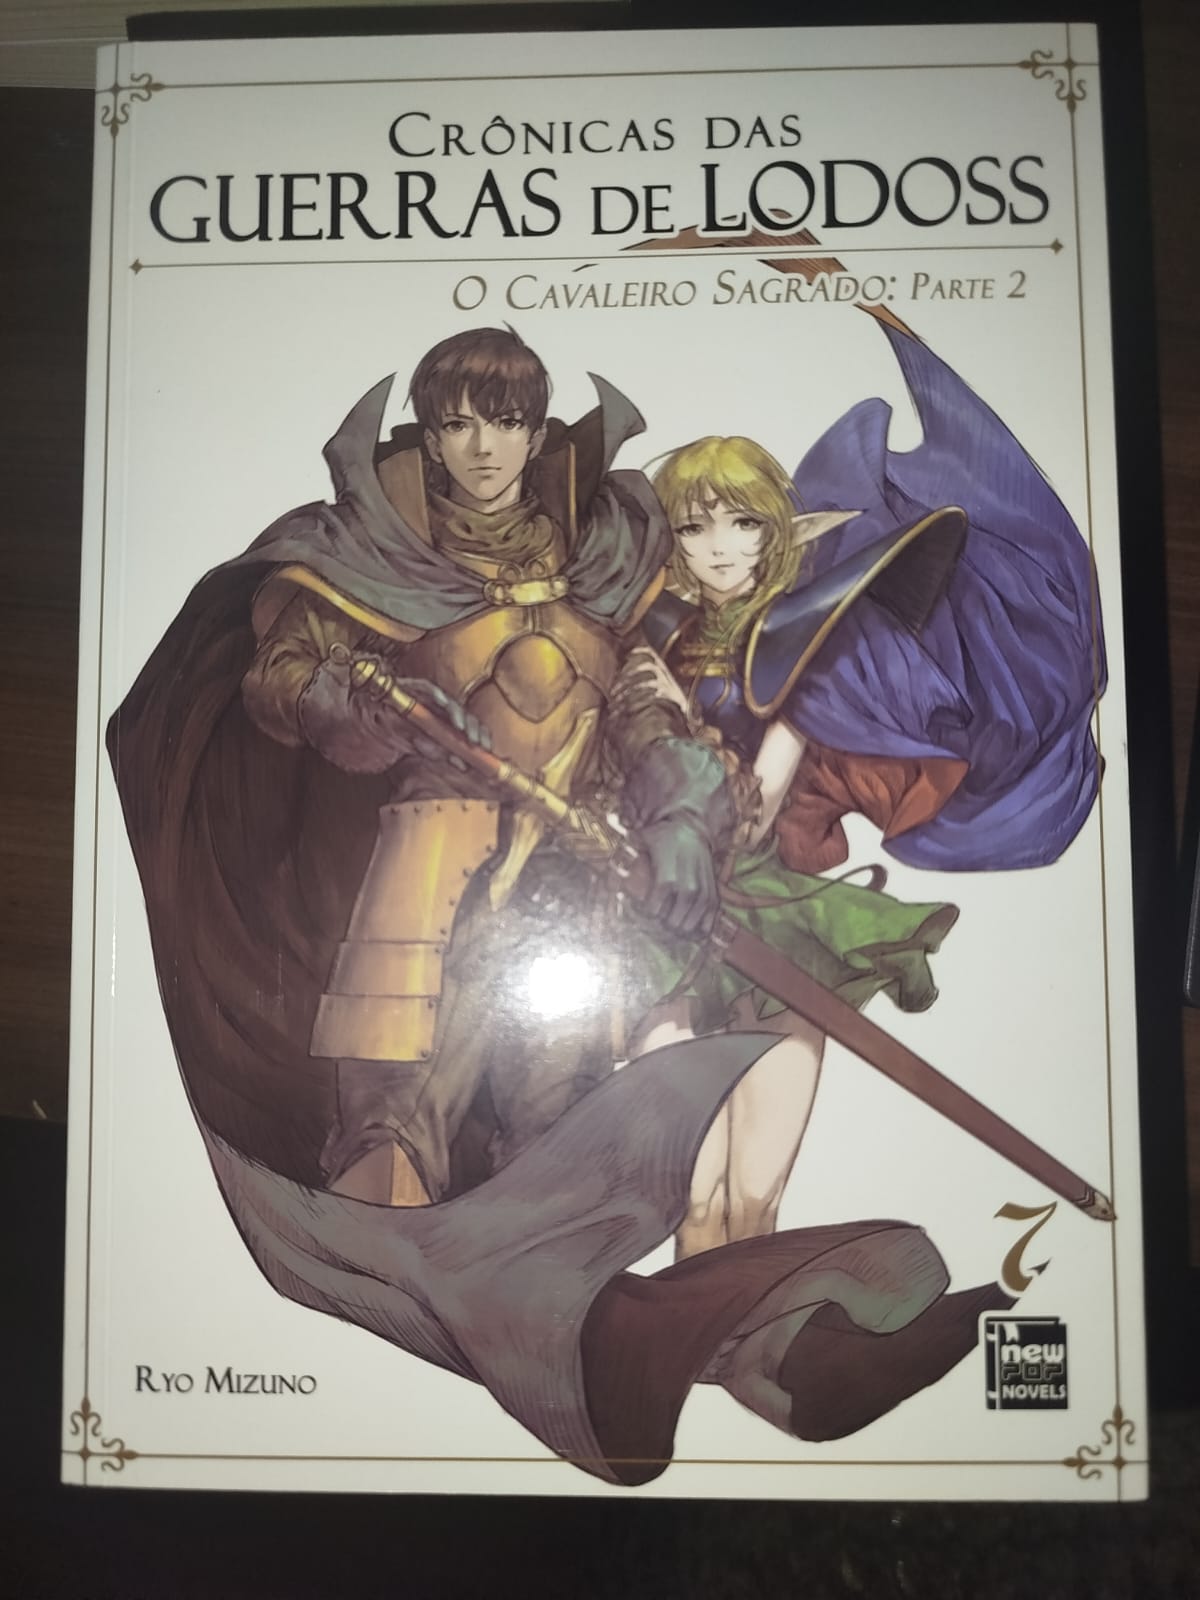 CRÔNICAS DAS
GUERRAS DE LODOSS
O CAVALEIRO SAGRADO: PARTE 2
7
new
POP
NOVELS
RYO MIZUNO